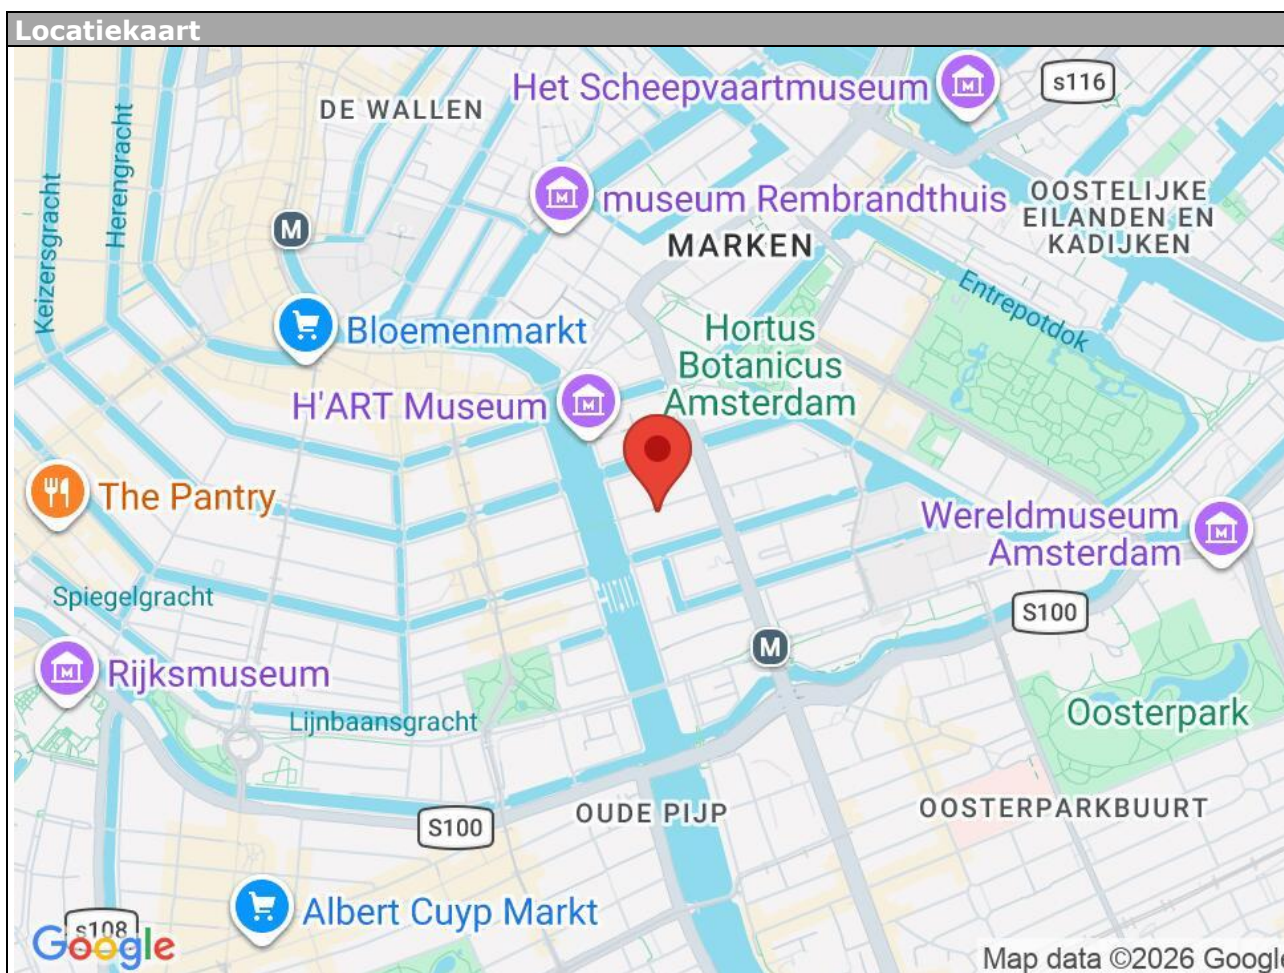 Locatiekaart
Het Scheepvaartmuseum
s116
DE WALLEN
Herengracht
Keizersgracht
M
museum Rembrandthuis
OOSTELIJKE
EILANDEN EN
KADIJKEN
MARKEN
Entrepotdok
Bloemenmarkt
Hortus
Botanicus
Amsterdam
H'ART Museum
The Pantry
Wereldmuseum
Amsterdam
Spiegelgracht
S100
M
Rijksmuseum
Lijnbaansgracht
Oosterpark
OUDE PIJP
OOSTERPARKBUURT
S100
Albert Cuyp Markt
s108
Google
Map data ©2026 Google